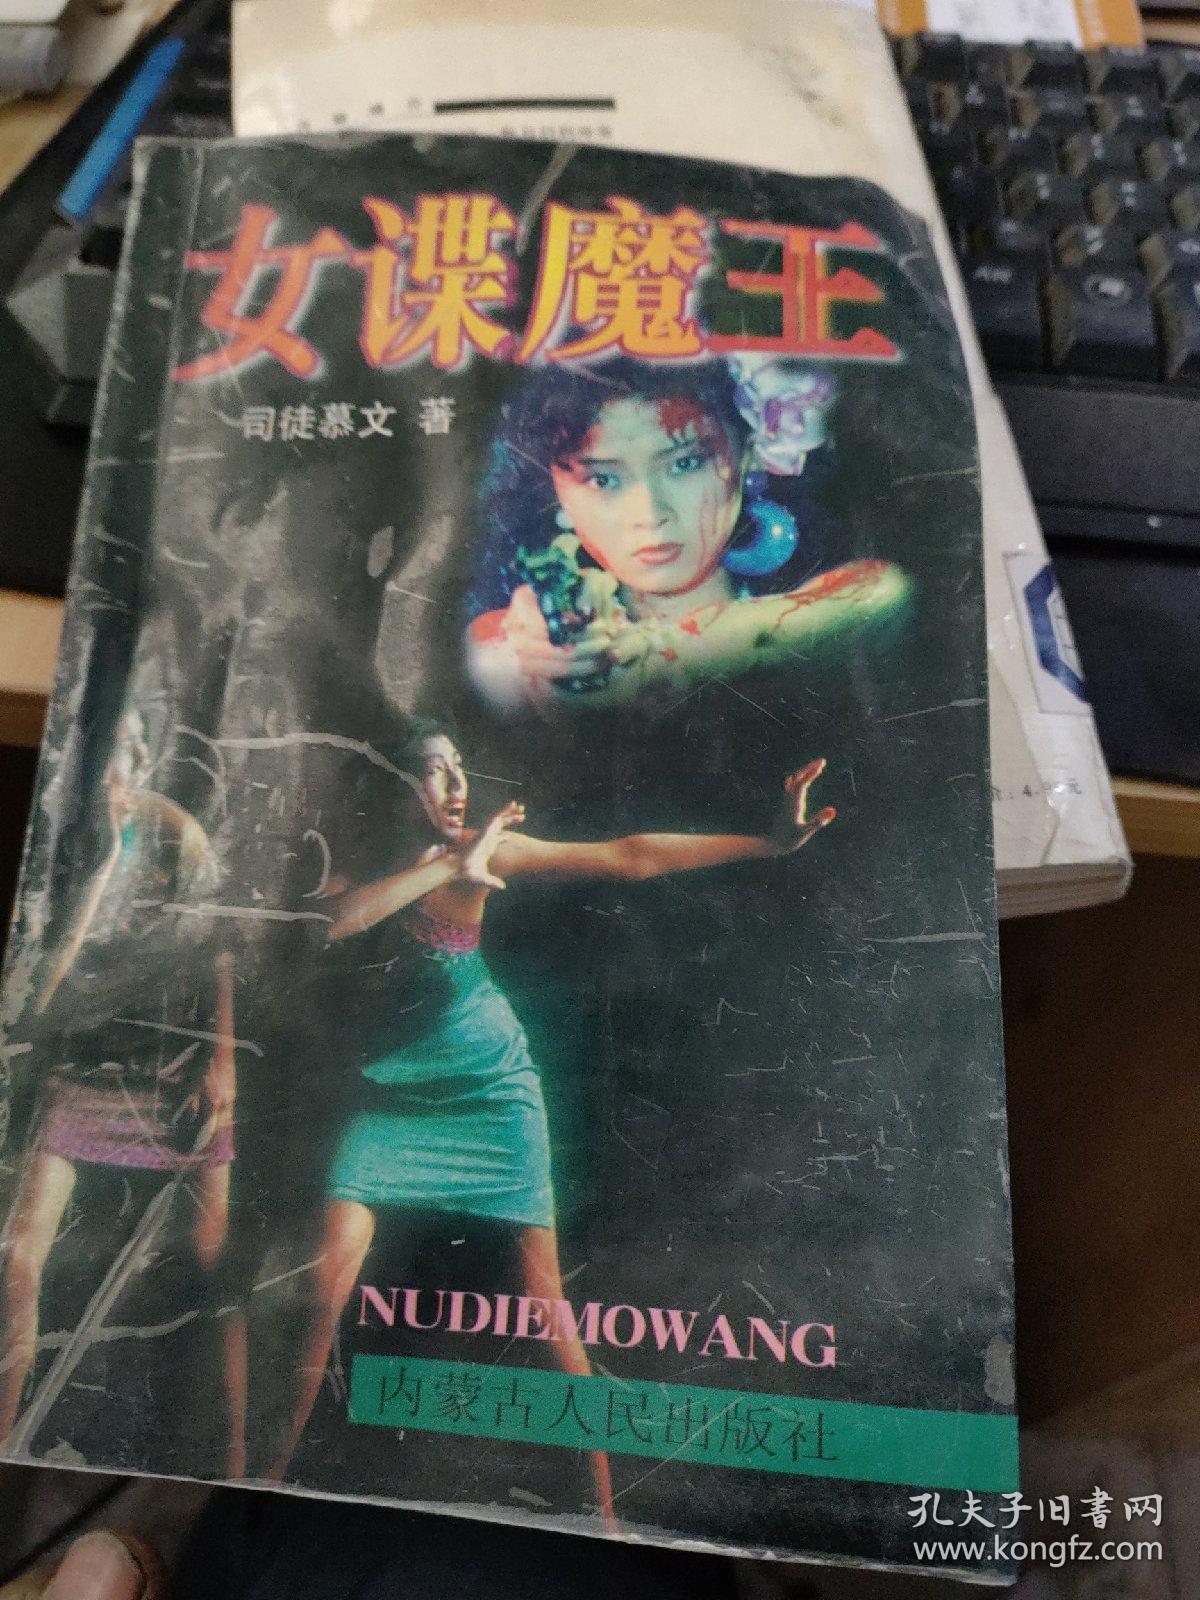 女谍魔王
司徒慕文 著
NUDIEMOWANG
内蒙古人民出版社
孔夫子旧书网
www.kongfz.com